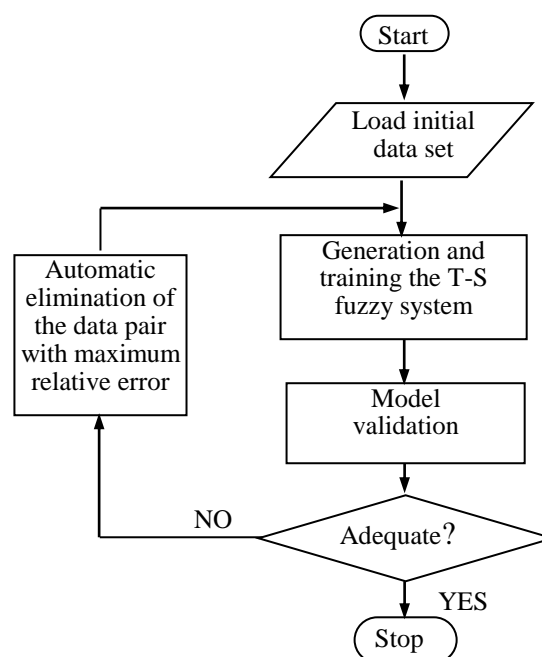 Start
Load initial
data set
Generation and
training the T-S
fuzzy system
Automatic
elimination of
the data pair
with maximum
relative error
Model
validation
NO
Adequate?
YES
Stop